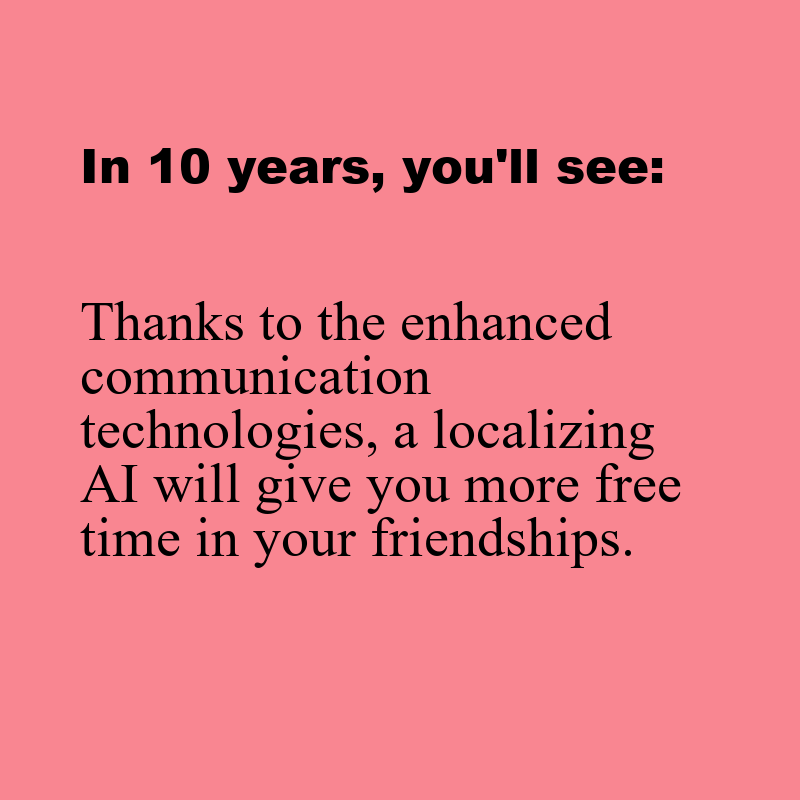 In 10 years, you'll see:
Thanks to the enhanced
communication
technologies, a localizing
AI will give you more free
time in your friendships.